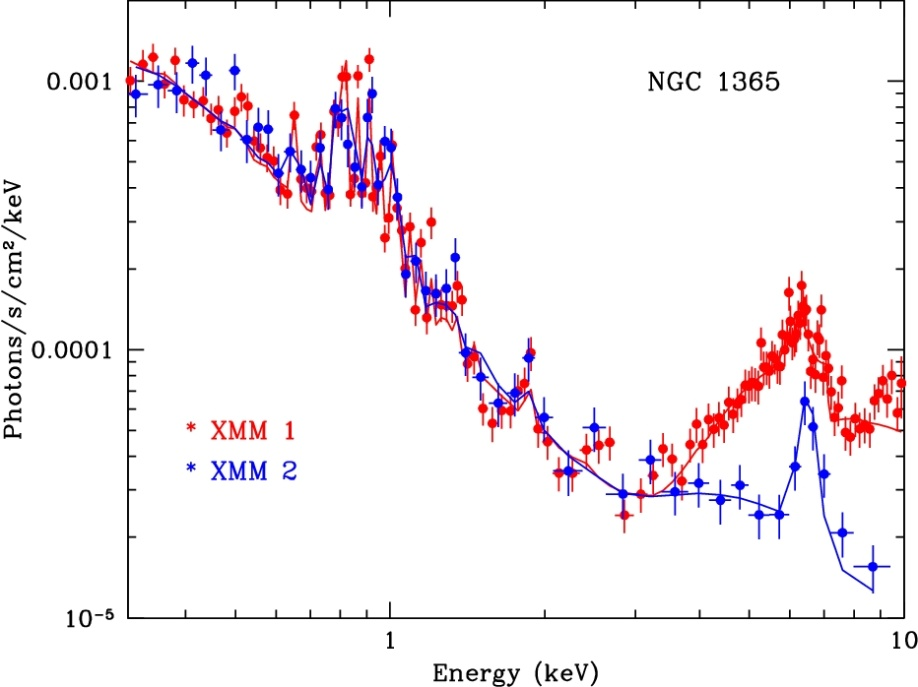 NGC 1365
0.001
0.0001
10⁻⁵
Photons/s/cm²/keV
* XMM 1
* XMM 2
1
10
Energy (keV)